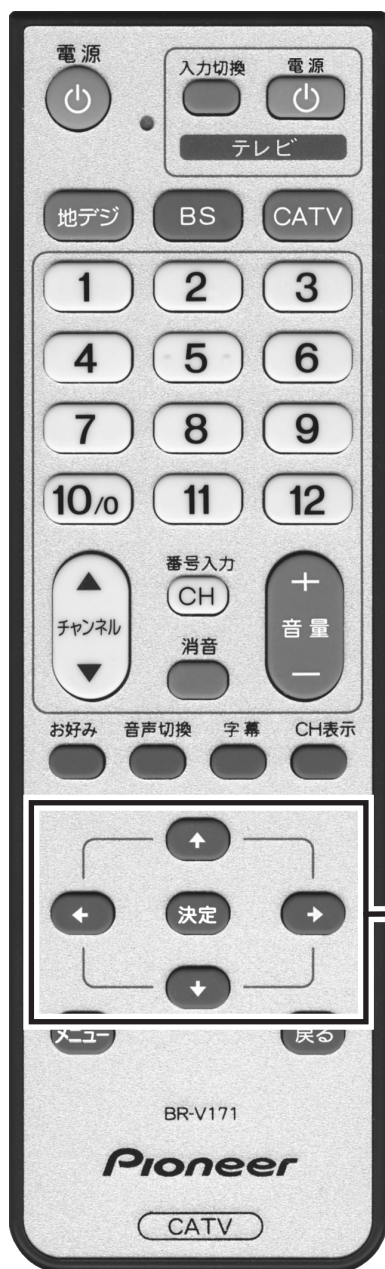 電源
入力切換 電源
テレビ
地デジ BS CATV
1 2 3
4 5 6
7 8 9
10/0 11 12
番号入力
CH
チャンネル
音量
消音
お好み 音声切換 字幕 CH表示
決定
メニュー 戻る
BR-V171
Pioneer
CATV